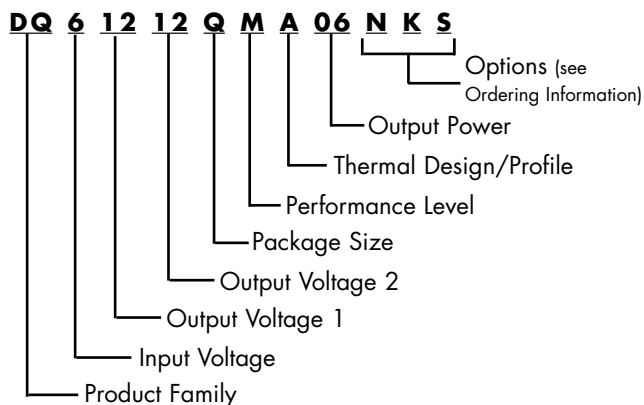 DQ 6 12 12 Q M A 06 N K S
Options (see
Ordering Information)
Output Power
Thermal Design/Profile
Performance Level
Package Size
Output Voltage 2
Output Voltage 1
Input Voltage
Product Family